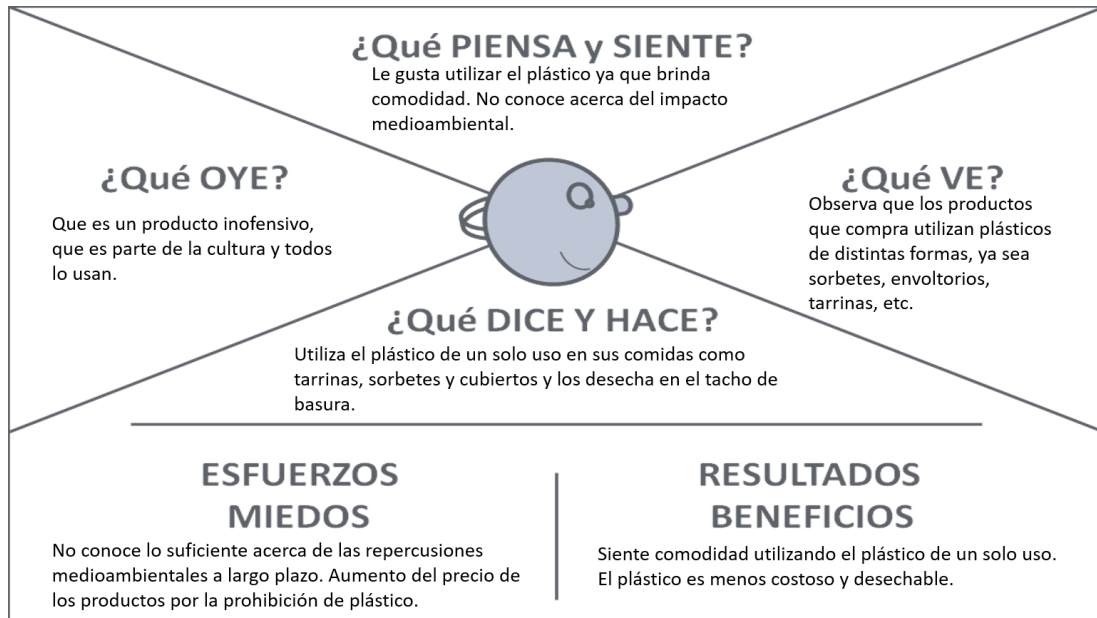 ¿Qué PIENSA y SIENTE?
Le gusta utilizar el plástico ya que brinda
comodidad. No conoce acerca del impacto
medioambiental.
¿Qué OYE?
Que es un producto inofensivo,
que es parte de la cultura y todos
lo usan.
¿Qué VE?
Observa que los productos
que compra utilizan plásticos
de distintas formas, ya sea
sorbetes, envoltorios,
tarrinas, etc.
¿Qué DICE Y HACE?
Utiliza el plástico de un solo uso en sus comidas como
tarrinas, sorbetes y cubiertos y los desecha en el tacho de
basura.
ESFUERZOS
MIEDOS
No conoce lo suficiente acerca de las repercusiones
medioambientales a largo plazo. Aumento del precio de
los productos por la prohibición de plástico.
RESULTADOS
BENEFICIOS
Siente comodidad utilizando el plástico de un solo uso.
El plástico es menos costoso y desechable.